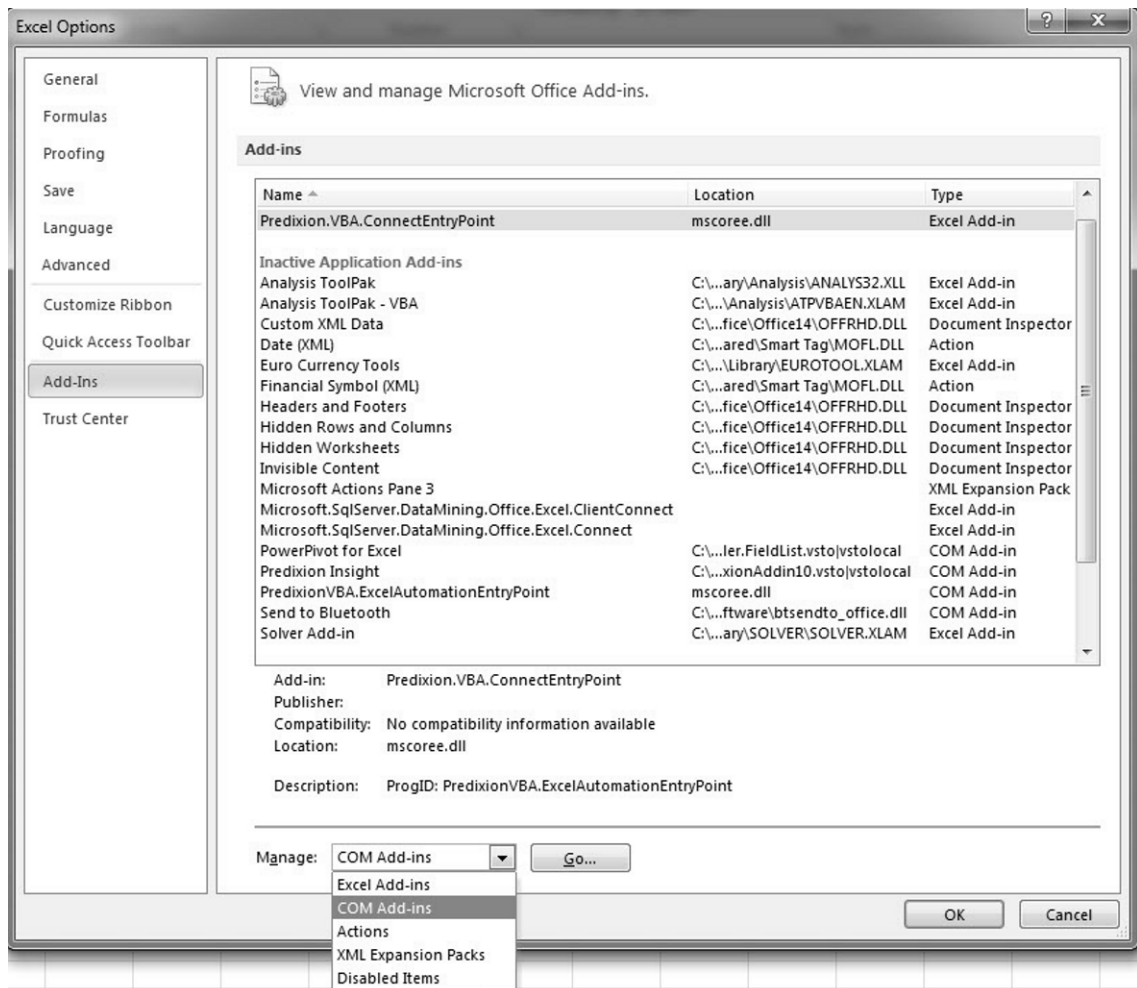 Excel Options
General
Formulas
Proofing
Save
Language
Advanced
Customize Ribbon
Quick Access Toolbar
Add-Ins
Trust Center
View and manage Microsoft Office Add-ins.
Add-ins
Name Location Type
Predixion.VBA.ConnectEntryPoint mscoree.dll Excel Add-in
Inactive Application Add-ins
Analysis ToolPak C:\...ary\Analysis\ANALYS32.XLL Excel Add-in
Analysis ToolPak - VBA C:\...\Analysis\ATPVBAEN.XLAM Excel Add-in
Custom XML Data C:\...fice\Office14\OFFRHD.DLL Document Inspector
Date (XML) C:\...ared\Smart Tag\MOFL.DLL Action
Euro Currency Tools C:\...\Library\EUROTOOL.XLAM Excel Add-in
Financial Symbol (XML) C:\...ared\Smart Tag\MOFL.DLL Action
Headers and Footers C:\...fice\Office14\OFFRHD.DLL Document Inspector
Hidden Rows and Columns C:\...fice\Office14\OFFRHD.DLL Document Inspector
Hidden Worksheets C:\...fice\Office14\OFFRHD.DLL Document Inspector
Invisible Content C:\...fice\Office14\OFFRHD.DLL Document Inspector
Microsoft Actions Pane 3 XML Expansion Pack
Microsoft.SqlServer.DataMining.Office.Excel.ClientConnect Excel Add-in
Microsoft.SqlServer.DataMining.Office.Excel.Connect Excel Add-in
PowerPivot for Excel C:\...ler.FieldList.vsto|vstolocal COM Add-in
Predixion Insight C:\...xionAddin10.vsto|vstolocal COM Add-in
PredixionVBA.ExcelAutomationEntryPoint mscoree.dll COM Add-in
Send to Bluetooth C:\...ftware\btsendto_office.dll COM Add-in
Solver Add-in C:\...ary\SOLVER\SOLVER.XLAM Excel Add-in
Add-in: Predixion.VBA.ConnectEntryPoint
Publisher:
Compatibility: No compatibility information available
Location: mscoree.dll
Description: ProgID: PredixionVBA.ExcelAutomationEntryPoint
Manage: COM Add-ins Go...
Excel Add-ins
COM Add-ins
Actions
XML Expansion Packs
Disabled Items
OK Cancel